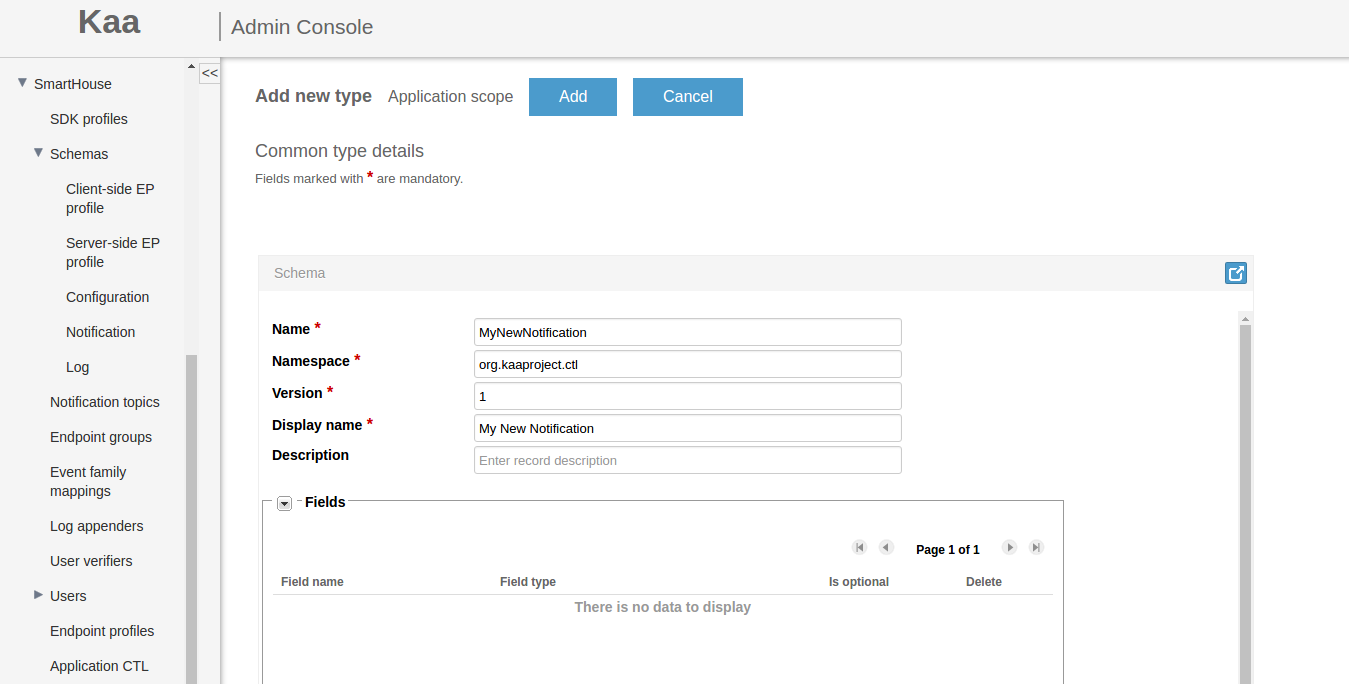 Kaa
Admin Console
<<
SmartHouse
SDK profiles
Schemas
Client-side EP
profile
Server-side EP
profile
Configuration
Notification
Log
Notification topics
Endpoint groups
Event family
mappings
Log appenders
User verifiers
Users
Endpoint profiles
Application CTL
Add new type Application scope Add Cancel
Common type details
Fields marked with * are mandatory.
Schema
Name * MyNewNotification
Namespace * org.kaaproject.ctl
Version * 1
Display name * My New Notification
Description Enter record description
Fields
Page 1 of 1
Field name Field type Is optional Delete
There is no data to display